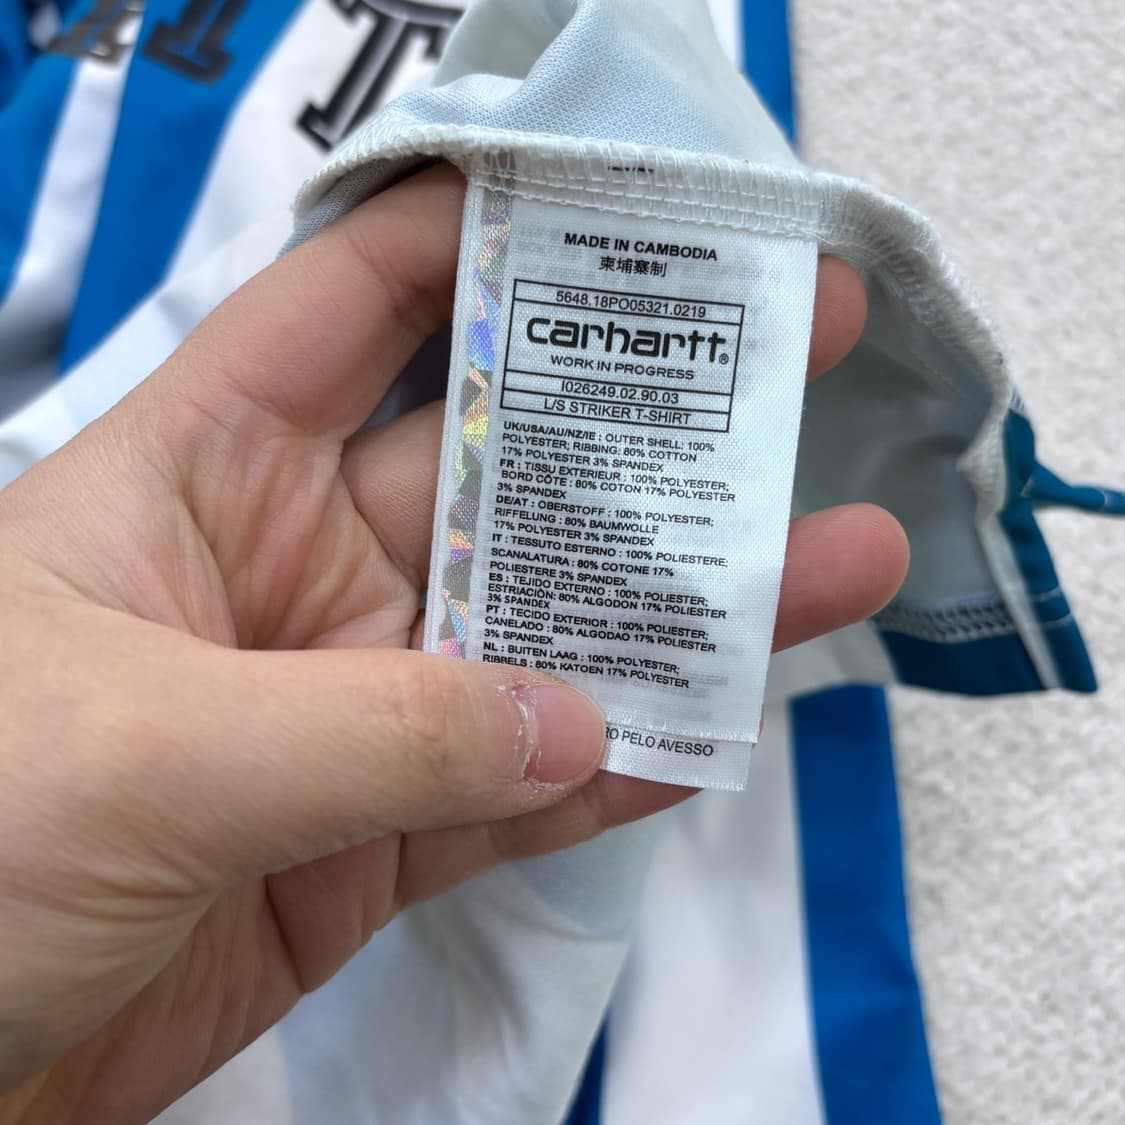 T
MADE IN CAMBODIA
柬埔寨制
5648.18PO05321.0219
carhartt®
WORK IN PROGRESS
I026249.02.90.03
L/S STRIKER T-SHIRT
UK/USA/AU/NZ/IE : OUTER SHELL: 100%
POLYESTER; RIBBING: 80% COTTON
17% POLYESTER 3% SPANDEX
FR : TISSU EXTERIEUR : 100% POLYESTER;
BORD CÔTE : 80% COTON 17% POLYESTER
3% SPANDEX
DE/AT : OBERSTOFF : 100% POLYESTER;
RIFFELUNG : 80% BAUMWOLLE
17% POLYESTER 3% SPANDEX
IT : TESSUTO ESTERNO : 100% POLIESTERE;
SCANALATURA : 80% COTONE 17%
POLIESTERE 3% SPANDEX
ES : TEJIDO EXTERNO : 100% POLIESTER;
ESTRIACIÓN: 80% ALGODON 17% POLIESTER
3% SPANDEX
PT : TECIDO EXTERIOR : 100% POLIESTER;
CANELADO : 80% ALGODAO 17% POLIESTER
3% SPANDEX
NL : BUITEN LAAG : 100% POLYESTER;
RIBBELS : 80% KATOEN 17% POLYESTER
PELO AVESSO